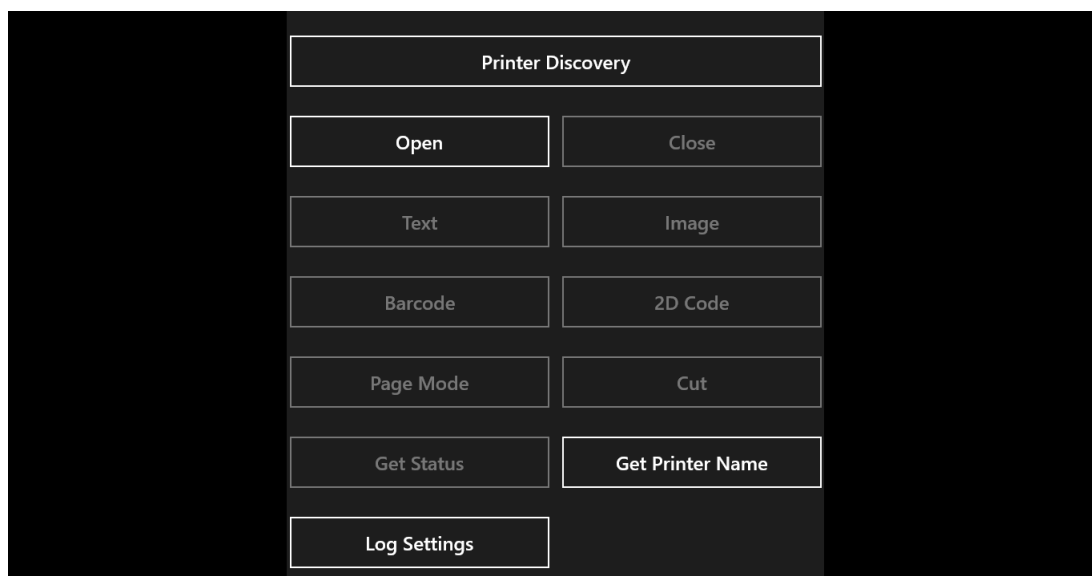 Printer Discovery
Open
Close
Text
Image
Barcode
2D Code
Page Mode
Cut
Get Status
Get Printer Name
Log Settings